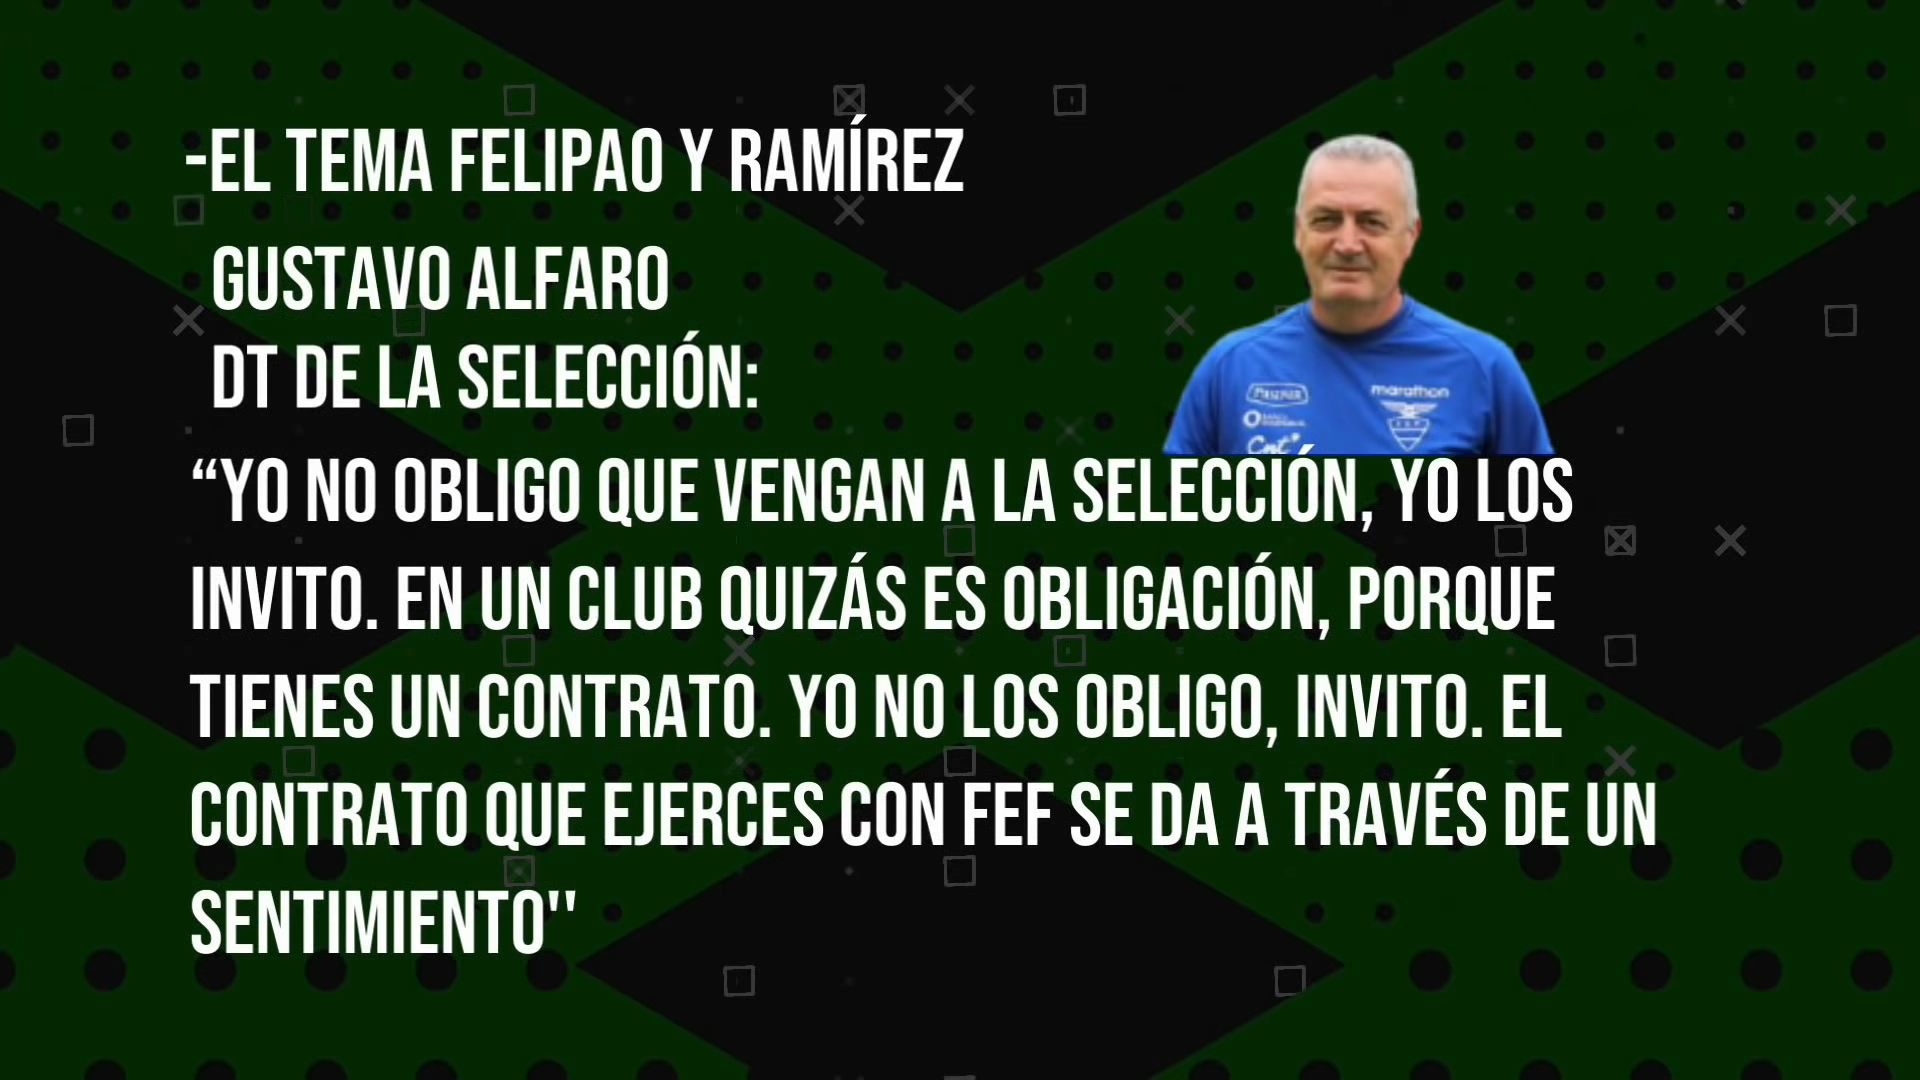 -EL TEMA FELIPAO Y RAMÍREZ
GUSTAVO ALFARO
DT DE LA SELECCIÓN:
marathon
“YO NO OBLIGO QUE VENGAN A LA SELECCIÓN, YO LOS
INVITO. EN UN CLUB QUIZÁS ES OBLIGACIÓN, PORQUE
TIENES UN CONTRATO. YO NO LOS OBLIGO, INVITO. EL
CONTRATO QUE EJERCES CON FEF SE DA A TRAVÉS DE UN
SENTIMIENTO''